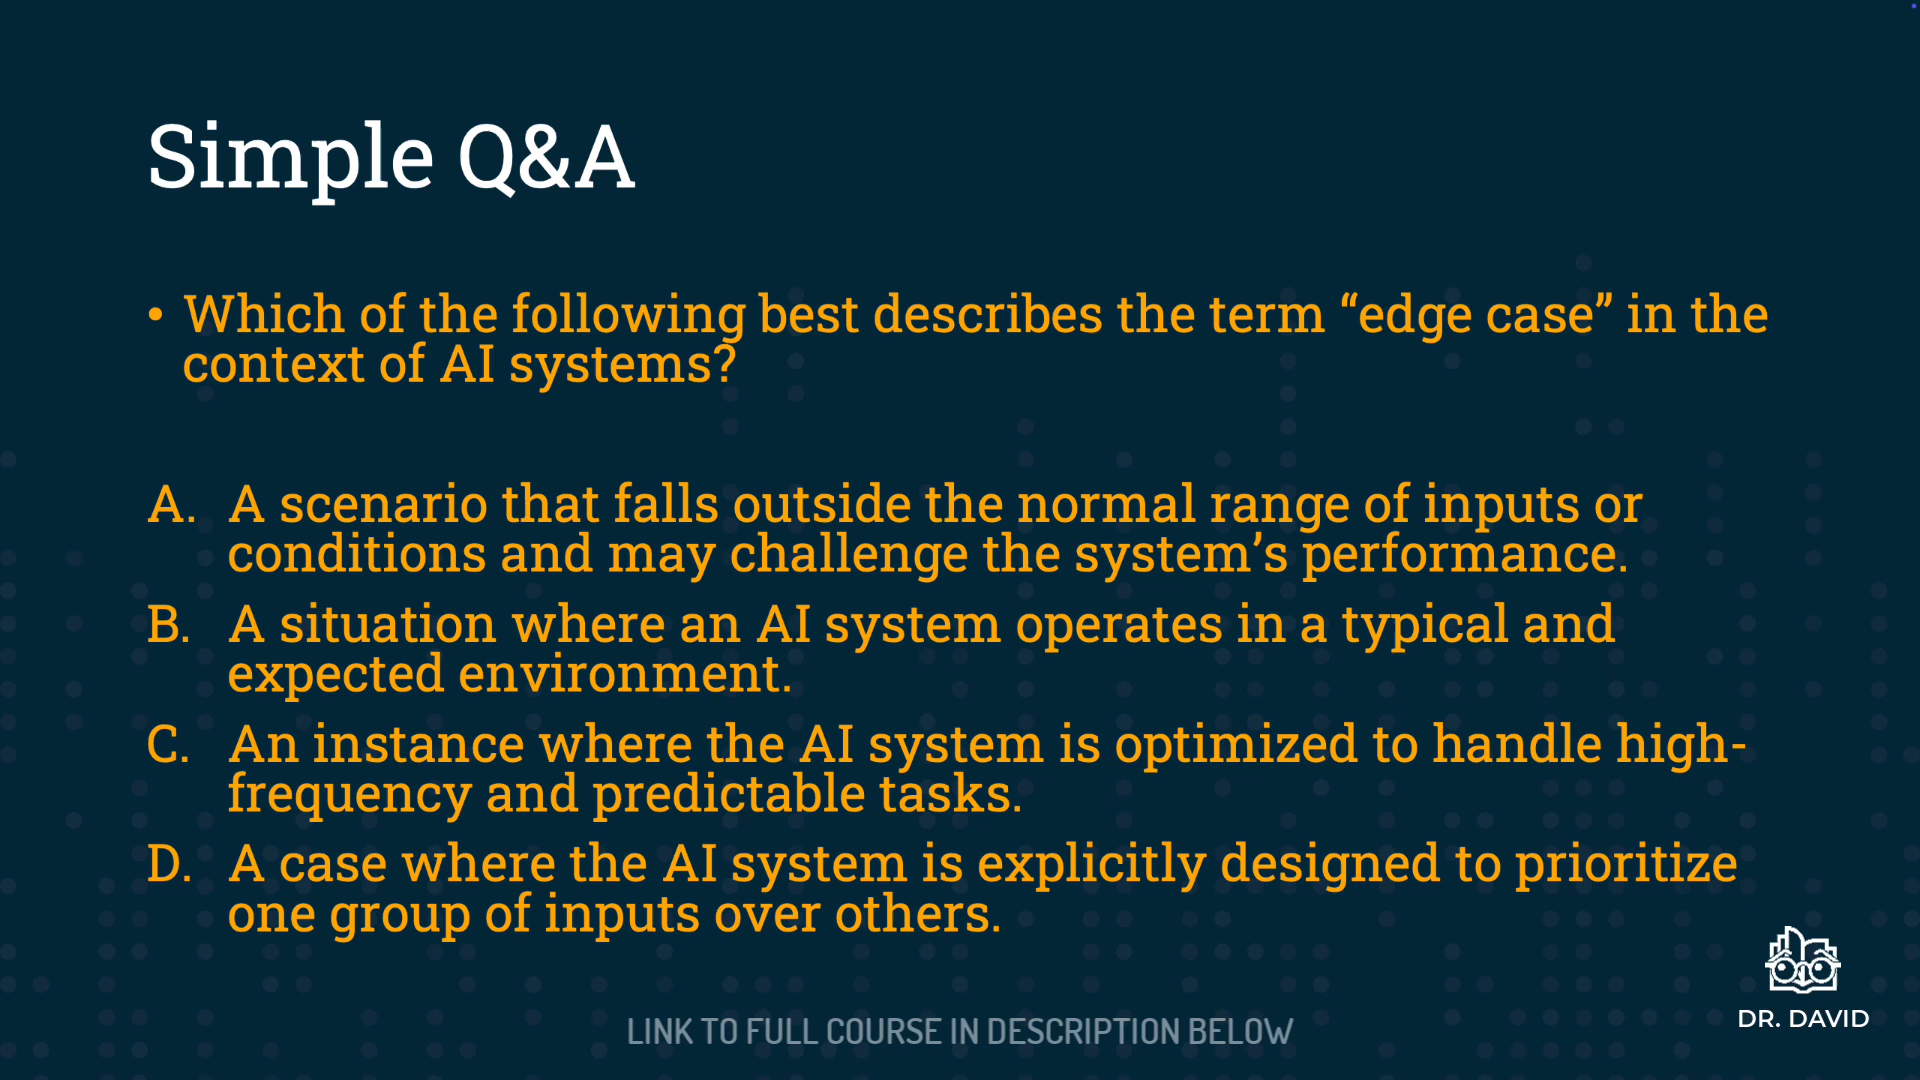 Simple Q&A
• Which of the following best describes the term “edge case” in the
context of AI systems?
A. A scenario that falls outside the normal range of inputs or
conditions and may challenge the system’s performance.
B. A situation where an AI system operates in a typical and
expected environment.
C. An instance where the AI system is optimized to handle high-
frequency and predictable tasks.
D. A case where the AI system is explicitly designed to prioritize
one group of inputs over others.
DR. DAVID
LINK TO FULL COURSE IN DESCRIPTION BELOW